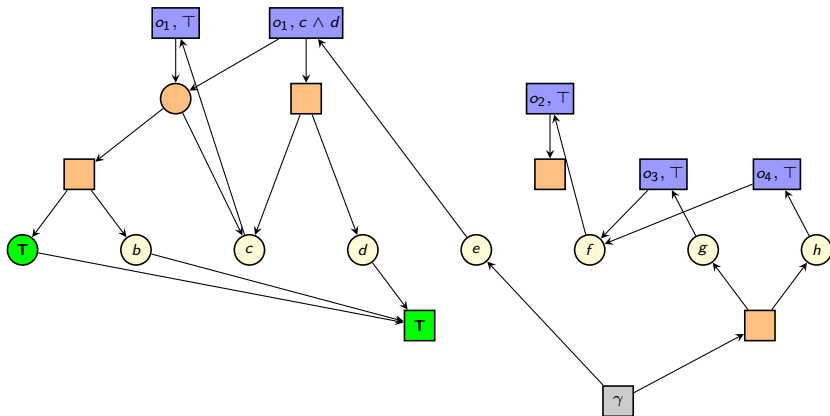 o₁, ⊤
o₁, c ∧ d
o₂, ⊤
o₃, ⊤
o₄, ⊤
T
b
c
d
e
f
g
h
T
γ